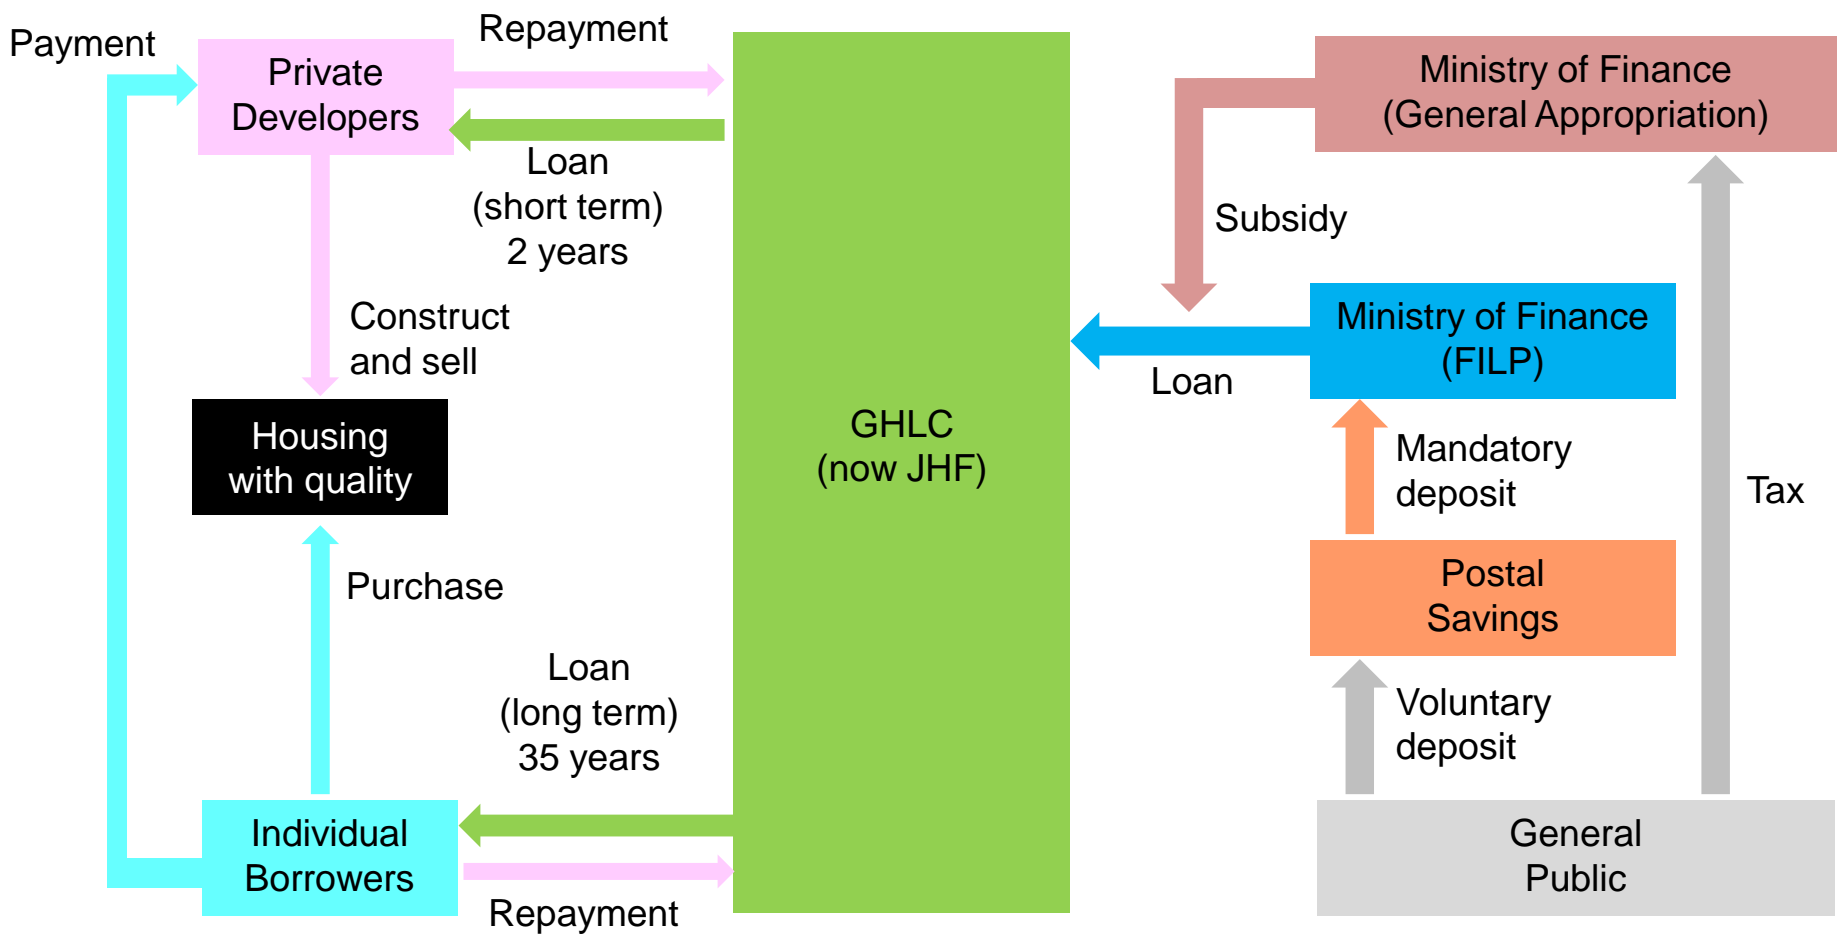 Payment
Private
Developers
Repayment
Loan
(short term)
2 years
Construct
and sell
Housing
with quality
Purchase
Loan
(long term)
35 years
Individual
Borrowers
Repayment
GHLC
(now JHF)
Ministry of Finance
(General Appropriation)
Subsidy
Ministry of Finance
(FILP)
Loan
Mandatory
deposit
Tax
Postal
Savings
Voluntary
deposit
General
Public